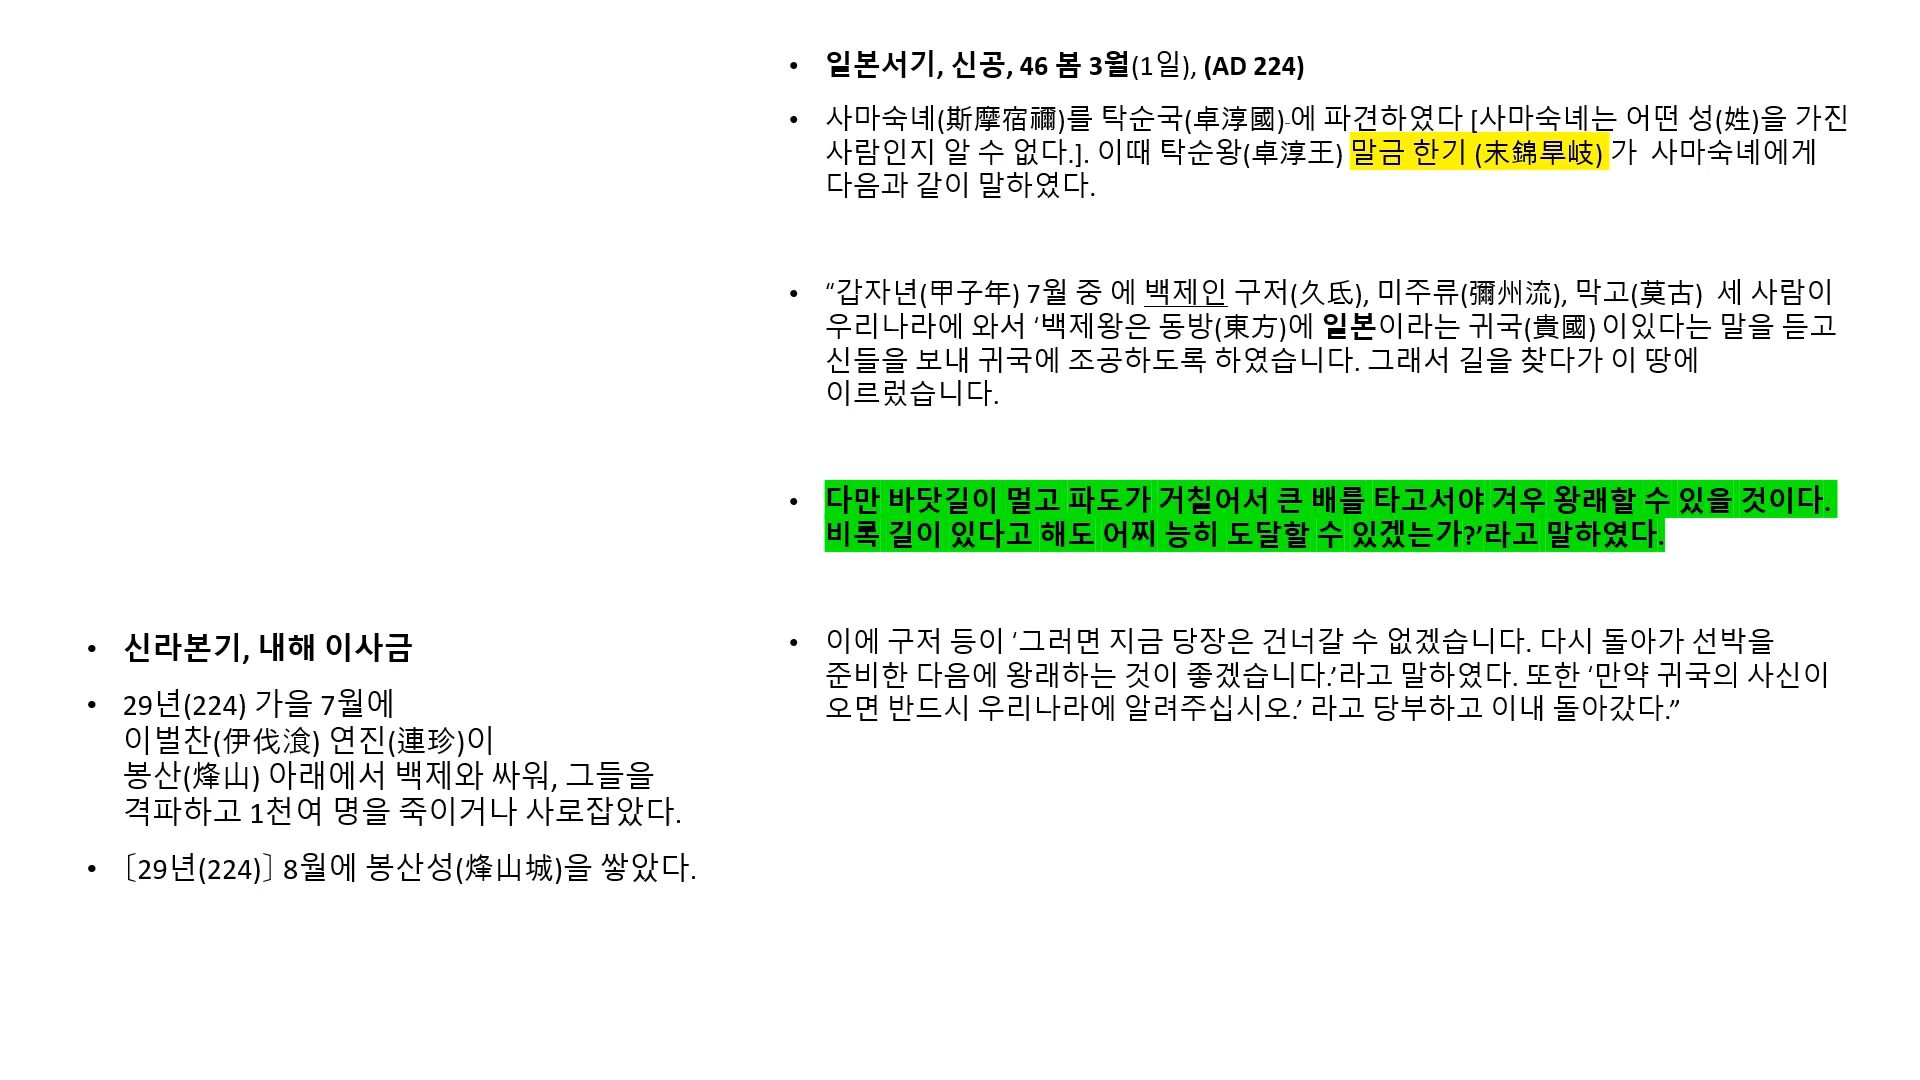 • 일본서기, 신공, 46 봄 3월(1일), (AD 224)
• 사마숙녜(斯摩宿禰)를 탁순국(卓淳國)에 파견하였다 [사마숙녜는 어떤 성(姓)을 가진
사람인지 알 수 없다.]. 이때 탁순왕(卓淳王) 말금 한기 (末錦旱岐) 가 사마숙녜에게
다음과 같이 말하였다.
• “갑자년(甲子年) 7월 중 에 백제인 구저(久氐), 미주류(彌州流), 막고(莫古) 세 사람이
우리나라에 와서 ‘백제왕은 동방(東方)에 일본이라는 귀국(貴國) 이있다는 말을 듣고
신들을 보내 귀국에 조공하도록 하였습니다. 그래서 길을 찾다가 이 땅에
이르렀습니다.
• 다만 바닷길이 멀고 파도가 거칠어서 큰 배를 타고서야 겨우 왕래할 수 있을 것이다.
비록 길이 있다고 해도 어찌 능히 도달할 수 있겠는가?’라고 말하였다.
• 이에 구저 등이 ‘그러면 지금 당장은 건너갈 수 없겠습니다. 다시 돌아가 선박을
준비한 다음에 왕래하는 것이 좋겠습니다.’라고 말하였다. 또한 ‘만약 귀국의 사신이
오면 반드시 우리나라에 알려주십시오.’ 라고 당부하고 이내 돌아갔다.”
• 신라본기, 내해 이사금
• 29년(224) 가을 7월에
이벌찬(伊伐湌) 연진(連珍)이
봉산(烽山) 아래에서 백제와 싸워, 그들을
격파하고 1천여 명을 죽이거나 사로잡았다.
• 〔29년(224)〕 8월에 봉산성(烽山城)을 쌓았다.